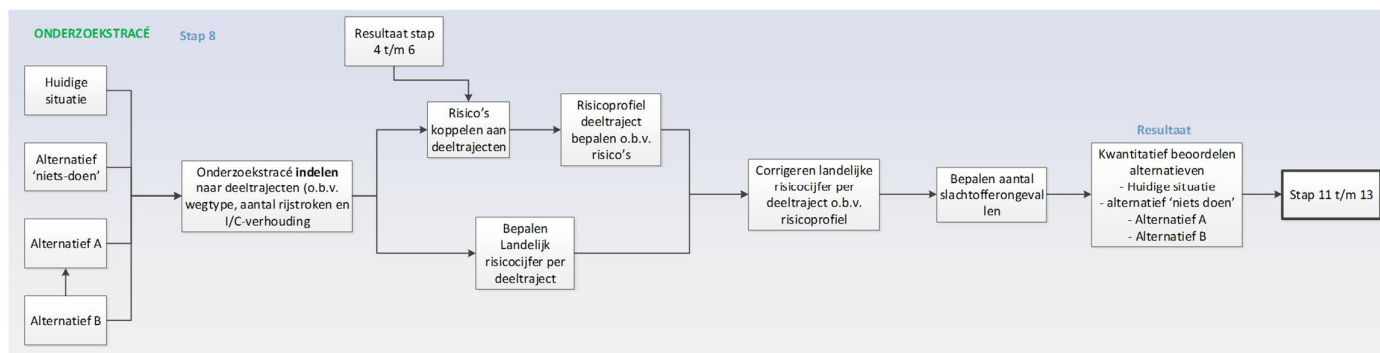 ONDERZOEKSTRACÉ
Stap 8
Huidige
situatie
Alternatief
‘niets-doen’
Alternatief A
Alternatief B
Onderzoekstracé indelen
naar deeltrajecten (o.b.v.
wegtype, aantal rijstroken en
I/C-verhouding
Resultaat stap
4 t/m 6
Risico’s
koppelen aan
deeltrajecten
Risicoprofiel
deeltraject
bepalen o.b.v.
risico’s
Bepalen
Landelijk
risicocijfer per
deeltraject
Corrigeren landelijke
risicocijfer per
deeltraject o.b.v.
risicoprofiel
Bepalen aantal
slachtofferongeval
len
Resultaat
Kwantitatief beoordelen
alternatieven
- Huidige situatie
- alternatief ‘niets doen’
- Alternatief A
- Alternatief B
Stap 11 t/m 13